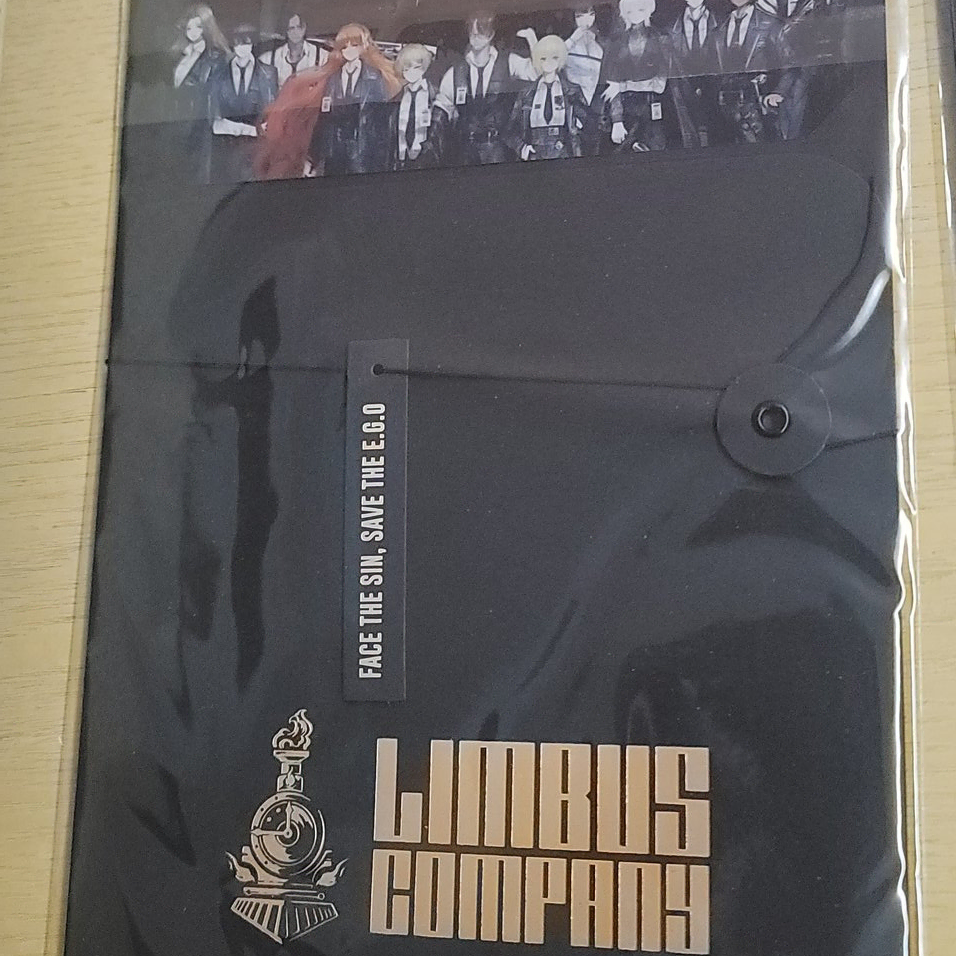 FACE THE SIN, SAVE THE E.G.O
LIMBUS
COMPANY